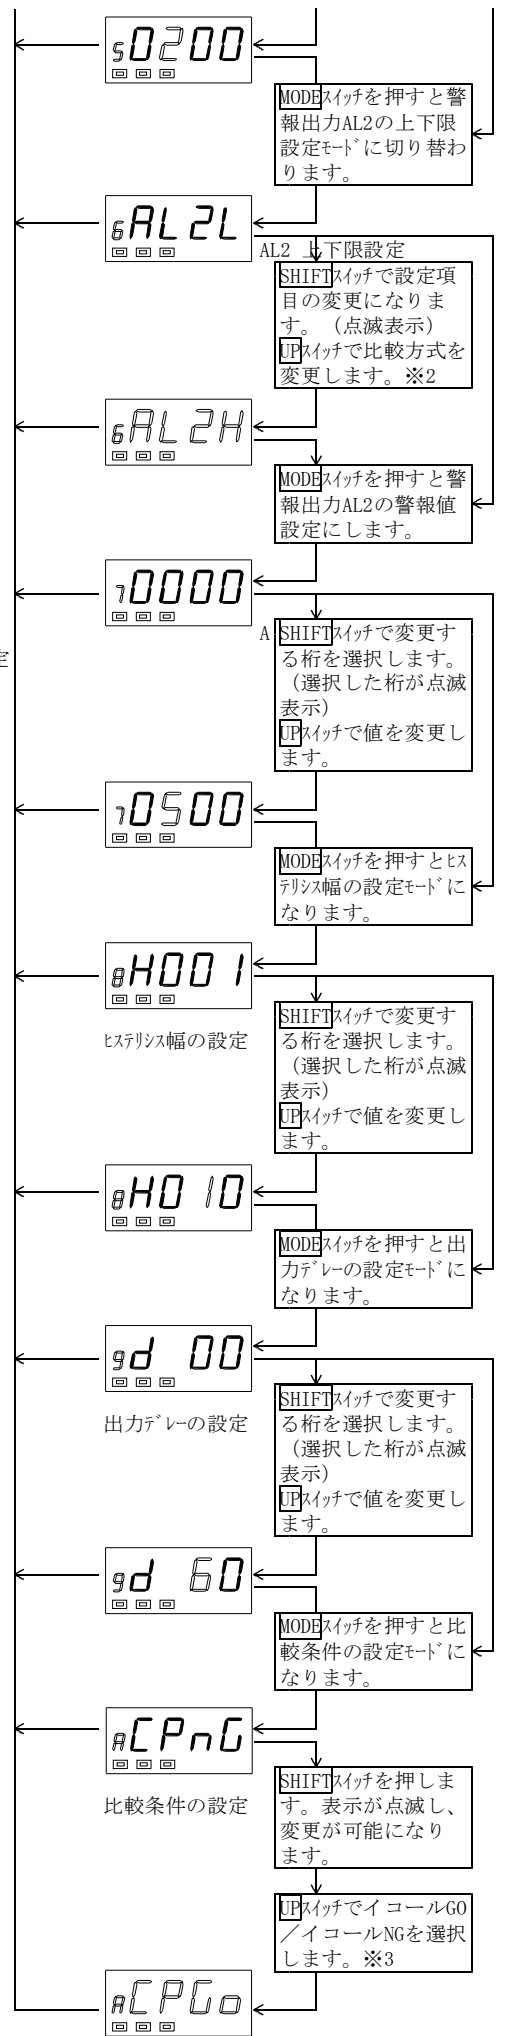 50200
MODEスイッチを押すと警
報出力AL2の上下限
設定モードに切り替わ
ります。
6AL2L
AL2 上下限設定
SHIFTスイッチで設定項
目の変更になりま
す。（点滅表示）
UPスイッチで比較方式を
変更します。※2
6AL2H
MODEスイッチを押すと警
報出力AL2の警報値
設定にします。
70000
A
SHIFTスイッチで変更す
る桁を選択します。
（選択した桁が点滅
表示）
UPスイッチで値を変更し
ます。
定
70500
MODEスイッチを押すとヒス
テリシス幅の設定モードに
なります。
8H001
ヒステリシス幅の設定
SHIFTスイッチで変更す
る桁を選択します。
（選択した桁が点滅
表示）
UPスイッチで値を変更し
ます。
8H010
MODEスイッチを押すと出
力ディレーの設定モードに
なります。
9d 00
出力ディレーの設定
SHIFTスイッチで変更す
る桁を選択します。
（選択した桁が点滅
表示）
UPスイッチで値を変更し
ます。
9d 60
MODEスイッチを押すと比
較条件の設定モードに
なります。
ACPnG
比較条件の設定
SHIFTスイッチを押しま
す。表示が点滅し、
変更が可能になり
ます。
UPスイッチでイコールGO
／イコールNGを選択
します。※3
ACPGo